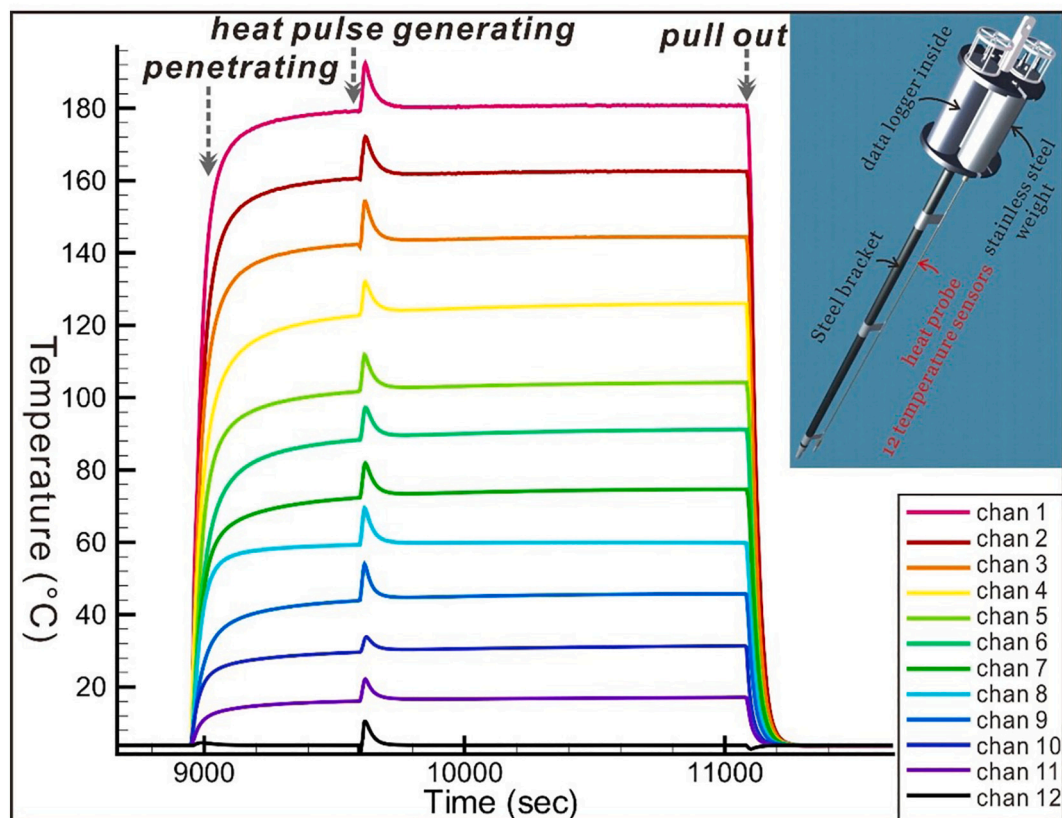 heat pulse generating
penetrating
pull out
180
160
140
120
100
80
60
40
20
Temperature (°C)
9000
10000
11000
Time (sec)
data logger inside
stainless steel
weight
Steel bracket
heat probe
12 temperature sensors
chan 1
chan 2
chan 3
chan 4
chan 5
chan 6
chan 7
chan 8
chan 9
chan 10
chan 11
chan 12